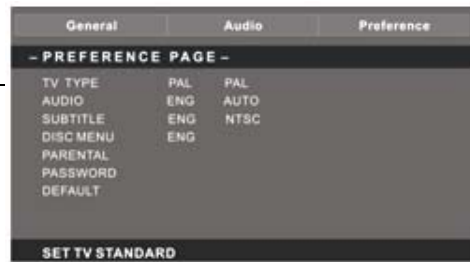 General Audio Preference
– PREFERENCE PAGE –
TV TYPE PAL PAL
AUDIO ENG AUTO
SUBTITLE ENG NTSC
DISC MENU ENG
PARENTAL
PASSWORD
DEFAULT
SET TV STANDARD